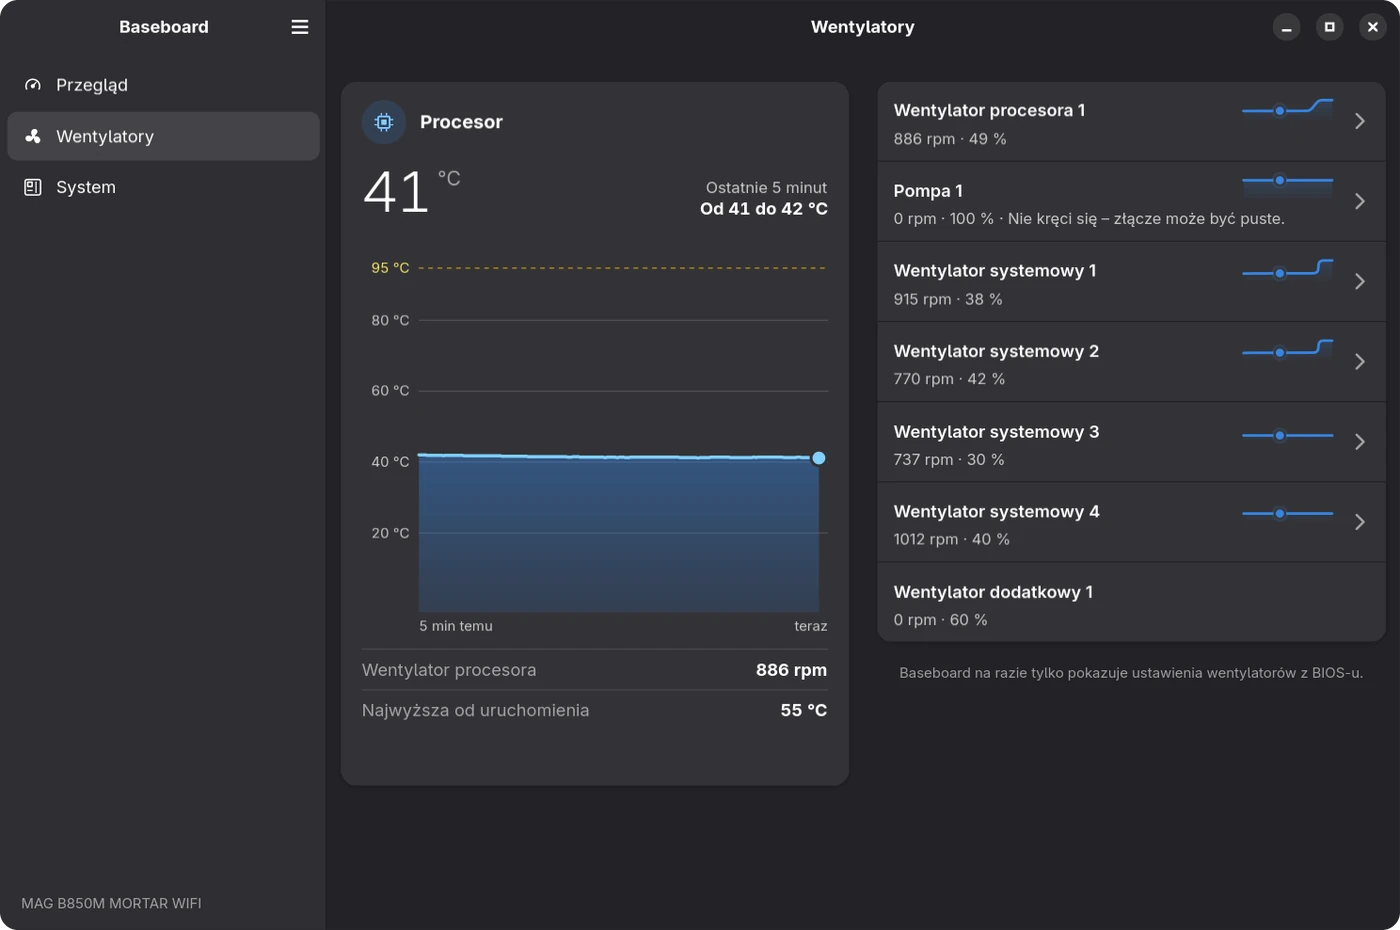 Baseboard
Wentylatory
Przegląd
Wentylatory
System
MAG B850M MORTAR WIFI
Procesor
41 °C
Ostatnie 5 minut
Od 41 do 42 °C
95 °C
80 °C
60 °C
40 °C
20 °C
5 min temu teraz
Wentylator procesora 886 rpm
Najwyższa od uruchomienia 55 °C
Wentylator procesora 1
886 rpm · 49 %
Pompa 1
0 rpm · 100 % · Nie kręci się – złącze może być puste.
Wentylator systemowy 1
915 rpm · 38 %
Wentylator systemowy 2
770 rpm · 42 %
Wentylator systemowy 3
737 rpm · 30 %
Wentylator systemowy 4
1012 rpm · 40 %
Wentylator dodatkowy 1
0 rpm · 60 %
Baseboard na razie tylko pokazuje ustawienia wentylatorów z BIOS-u.